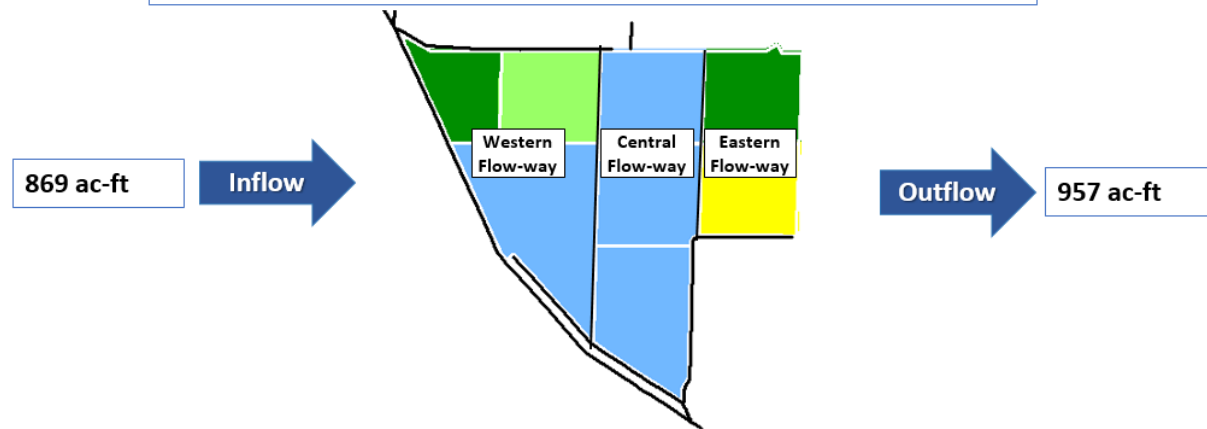 869 ac-ft
Inflow
Western
Flow-way
Central
Flow-way
Eastern
Flow-way
Outflow
957 ac-ft